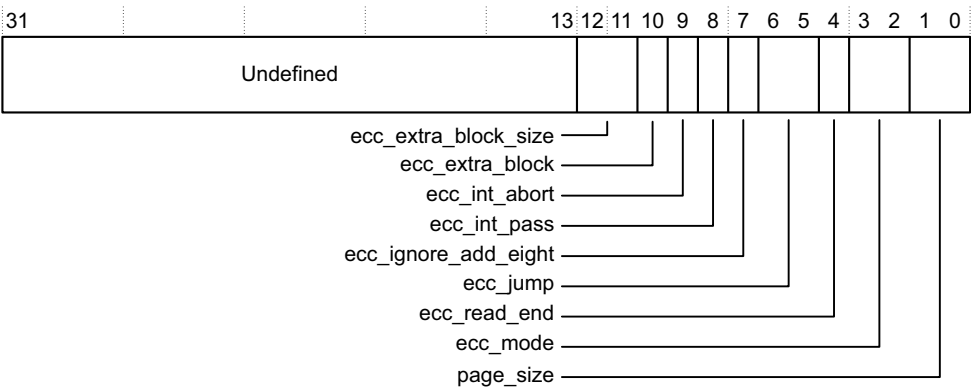 31 13 12 11 10 9 8 7 6 5 4 3 2 1 0
Undefined
ecc_extra_block_size
ecc_extra_block
ecc_int_abort
ecc_int_pass
ecc_ignore_add_eight
ecc_jump
ecc_read_end
ecc_mode
page_size